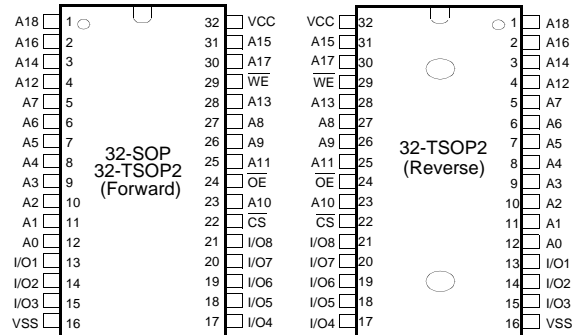 A18 1 32 VCC VCC 32 1 A18
A16 2 31 A15 A15 31 2 A16
A14 3 30 A17 A17 30 3 A14
A12 4 29 WE WE 29 4 A12
A7 5 28 A13 A13 28 5 A7
A6 6 27 A8 A8 27 6 A6
A5 7 26 A9 A9 26 7 A5
32-SOP
32-TSOP2
(Forward)
32-TSOP2
(Reverse)
A4 8 25 A11 A11 25 8 A4
A3 9 24 OE OE 24 9 A3
A2 10 23 A10 A10 23 10 A2
A1 11 22 CS CS 22 11 A1
A0 12 21 I/O8 I/O8 21 12 A0
I/O1 13 20 I/O7 I/O7 20 13 I/O1
I/O2 14 19 I/O6 I/O6 19 14 I/O2
I/O3 15 18 I/O5 I/O5 18 15 I/O3
VSS 16 17 I/O4 I/O4 17 16 VSS